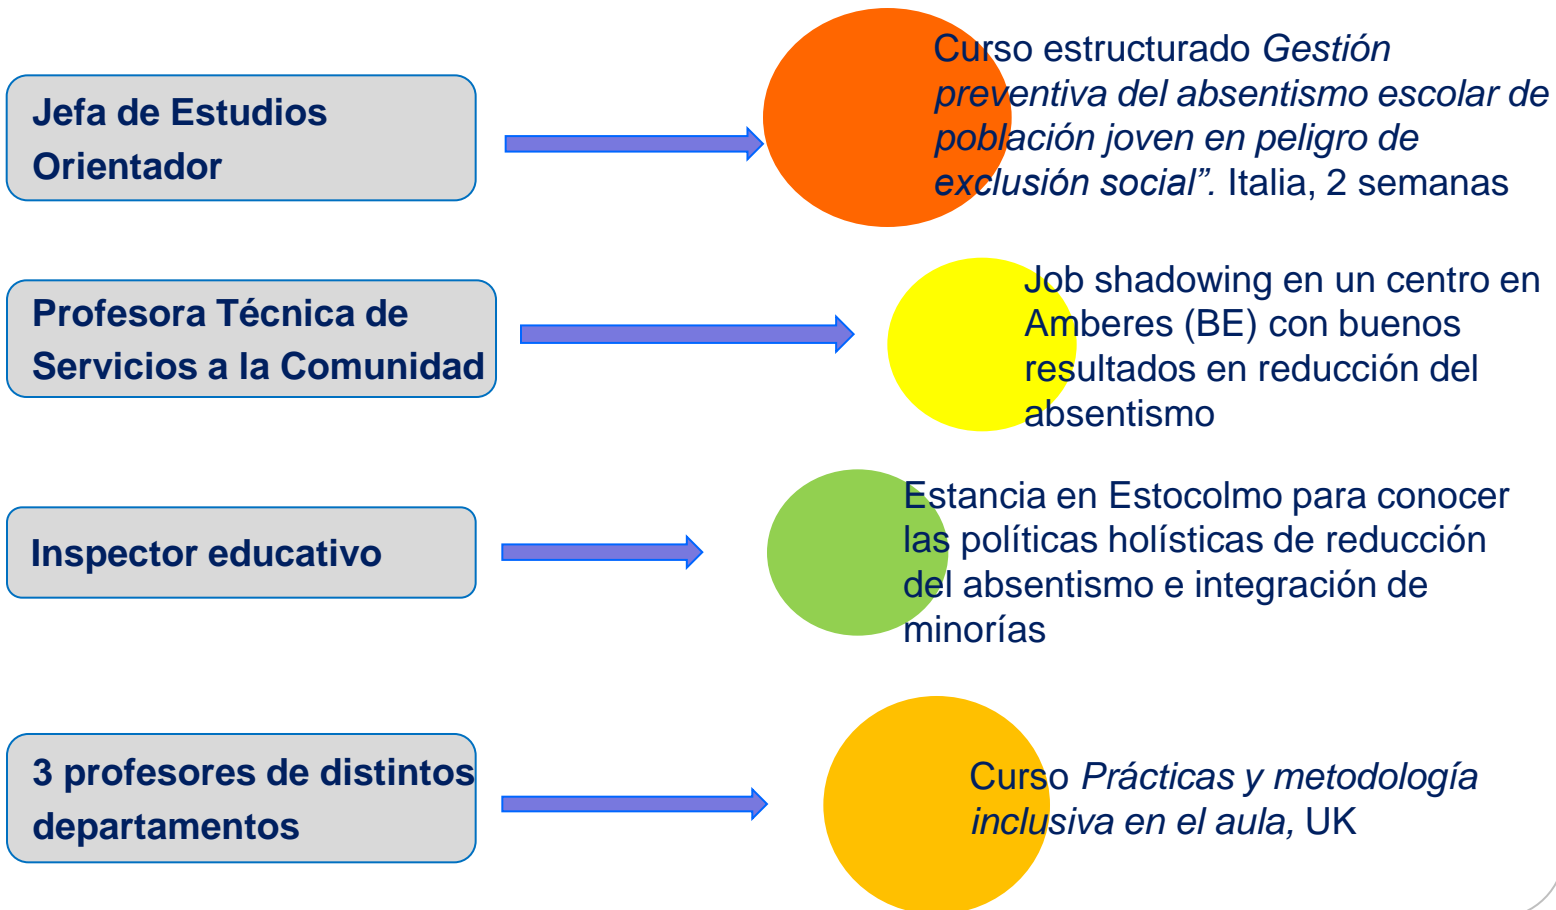 Jefa de Estudios
Orientador
Curso estructurado Gestión
preventiva del absentismo escolar de
población joven en peligro de
exclusión social”. Italia, 2 semanas
Profesora Técnica de
Servicios a la Comunidad
Job shadowing en un centro en
Amberes (BE) con buenos
resultados en reducción del
absentismo
Inspector educativo
Estancia en Estocolmo para conocer
las políticas holísticas de reducción
del absentismo e integración de
minorías
3 profesores de distintos
departamentos
Curso Prácticas y metodología
inclusiva en el aula, UK